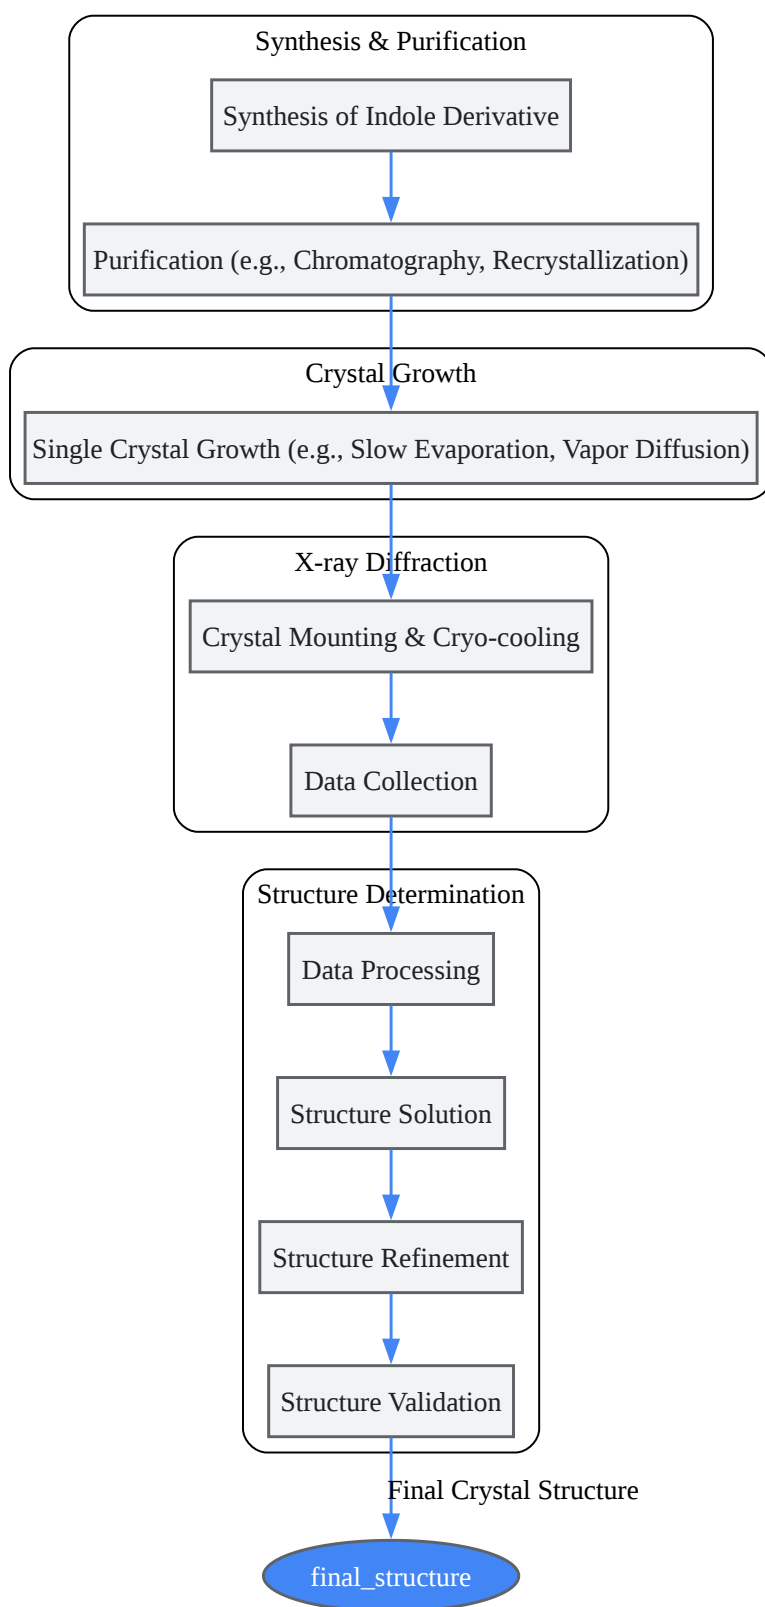 Synthesis & Purification
Synthesis of Indole Derivative
Purification (e.g., Chromatography, Recrystallization)
Crystal Growth
Single Crystal Growth (e.g., Slow Evaporation, Vapor Diffusion)
X-ray Diffraction
Crystal Mounting & Cryo-cooling
Data Collection
Structure Determination
Data Processing
Structure Solution
Structure Refinement
Structure Validation
Final Crystal Structure
final_structure